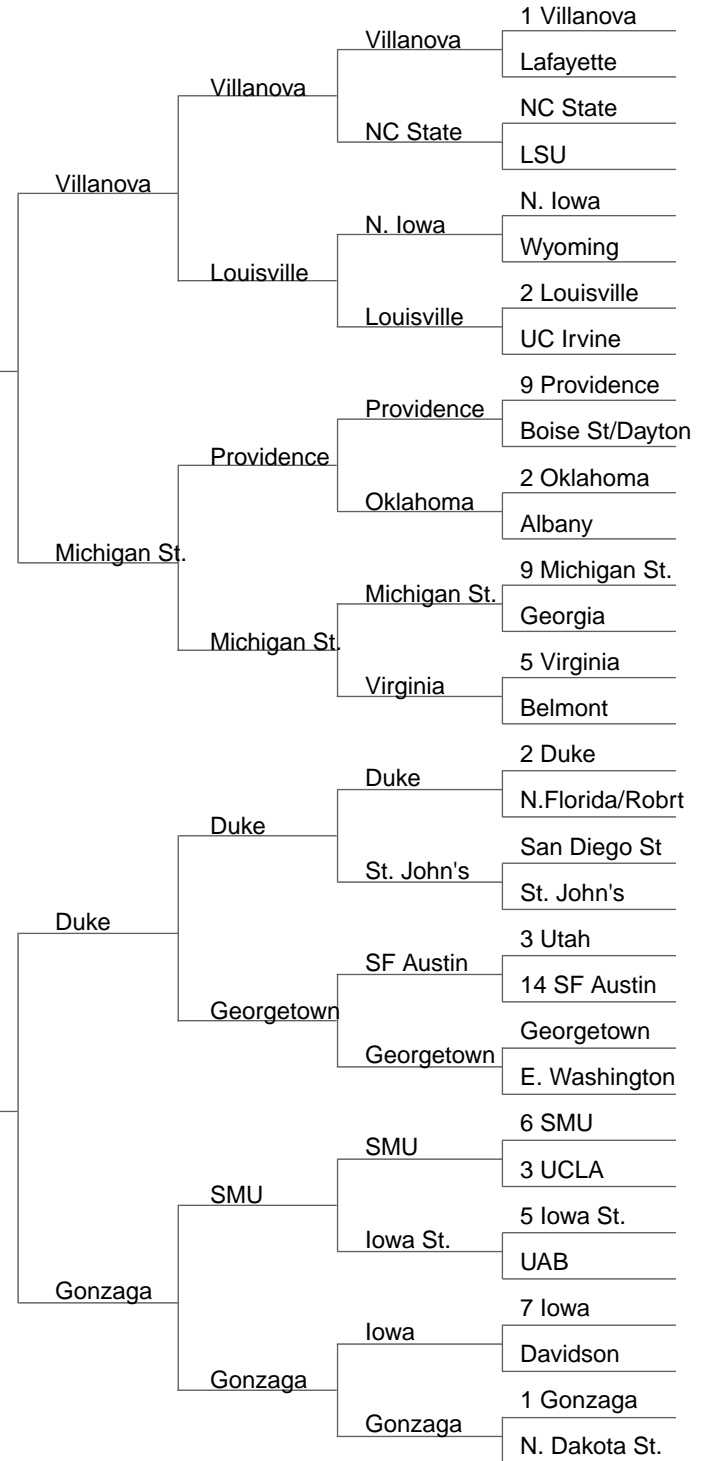 1 Villanova
Villanova
Lafayette
Villanova
NC State
NC State
LSU
Villanova
N. Iowa
N. Iowa
Wyoming
Louisville
2 Louisville
Louisville
UC Irvine
9 Providence
Providence
Boise St/Dayton
Providence
2 Oklahoma
Oklahoma
Albany
Michigan St.
9 Michigan St.
Michigan St.
Georgia
Michigan St.
5 Virginia
Virginia
Belmont
2 Duke
Duke
N.Florida/Robrt
Duke
San Diego St
St. John's
St. John's
Duke
3 Utah
SF Austin
14 SF Austin
Georgetown
Georgetown
Georgetown
E. Washington
6 SMU
SMU
3 UCLA
SMU
5 Iowa St.
Iowa St.
UAB
Gonzaga
7 Iowa
Iowa
Davidson
Gonzaga
1 Gonzaga
Gonzaga
N. Dakota St.